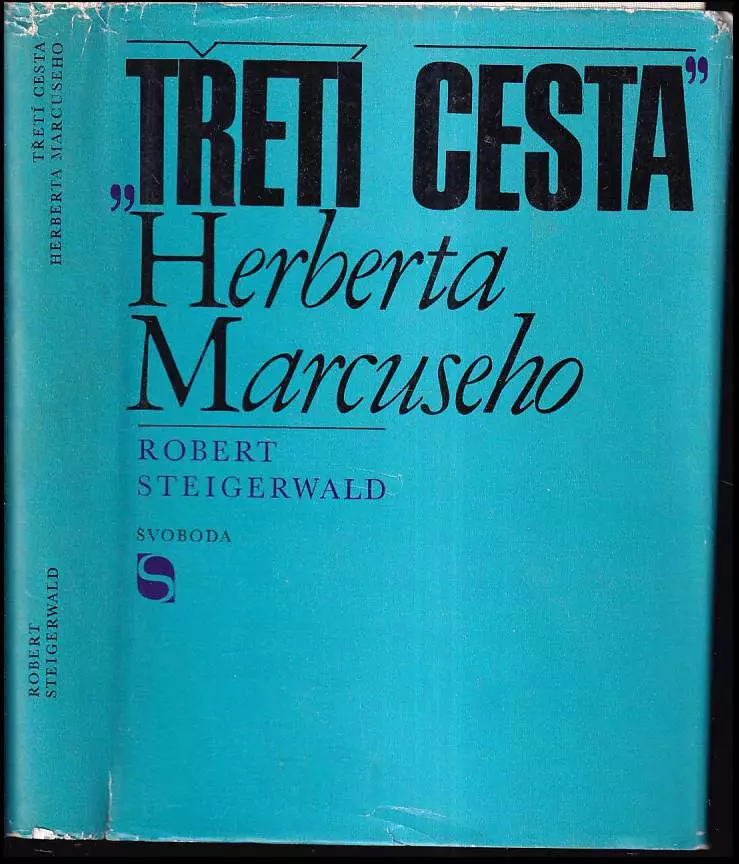 „TŘETÍ CESTA”
Herberta
Marcuseho
ROBERT
STEIGERWALD
SVOBODA
S
TŘETÍ CESTA
HERBERTA MARCUSEHO
ROBERT
STEIGERWALD